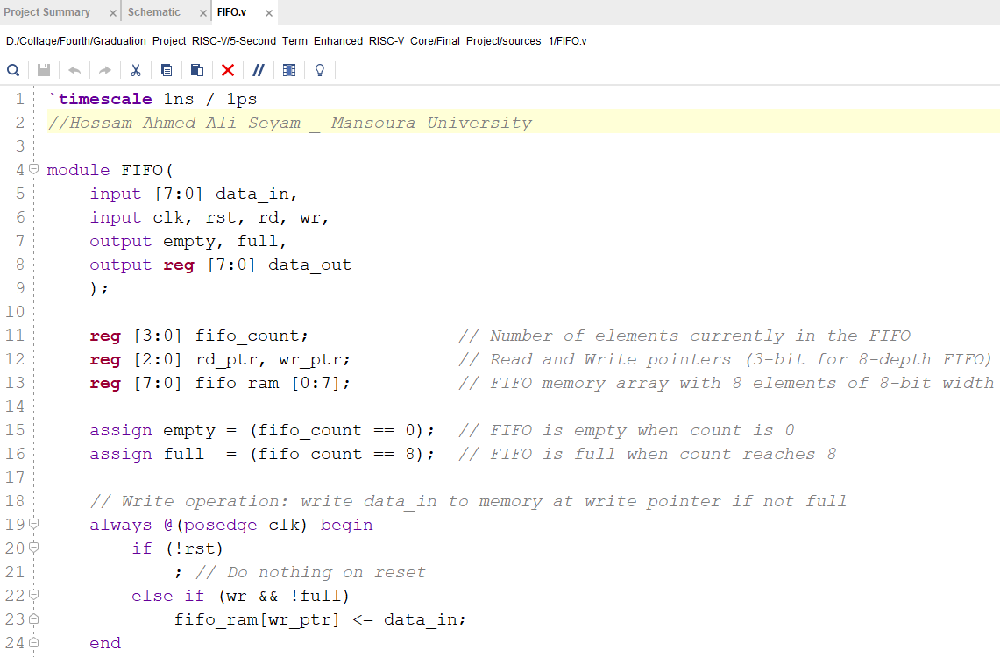 Project Summary × Schematic × FIFO.v ×
D:/Collage/Fourth/Graduation_Project_RISC-V/5-Second_Term_Enhanced_RISC-V_Core/Final_Project/sources_1/FIFO.v
1 `timescale 1ns / 1ps
2 //Hossam Ahmed Ali Seyam _ Mansoura University
3
4 module FIFO(
5     input [7:0] data_in,
6     input clk, rst, rd, wr,
7     output empty, full,
8     output reg [7:0] data_out
9     );
10
11     reg [3:0] fifo_count;              // Number of elements currently in the FIFO
12     reg [2:0] rd_ptr, wr_ptr;          // Read and Write pointers (3-bit for 8-depth FIFO)
13     reg [7:0] fifo_ram [0:7];          // FIFO memory array with 8 elements of 8-bit width
14
15     assign empty = (fifo_count == 0);  // FIFO is empty when count is 0
16     assign full  = (fifo_count == 8);  // FIFO is full when count reaches 8
17
18     // Write operation: write data_in to memory at write pointer if not full
19     always @(posedge clk) begin
20         if (!rst)
21             ; // Do nothing on reset
22         else if (wr && !full)
23             fifo_ram[wr_ptr] <= data_in;
24     end